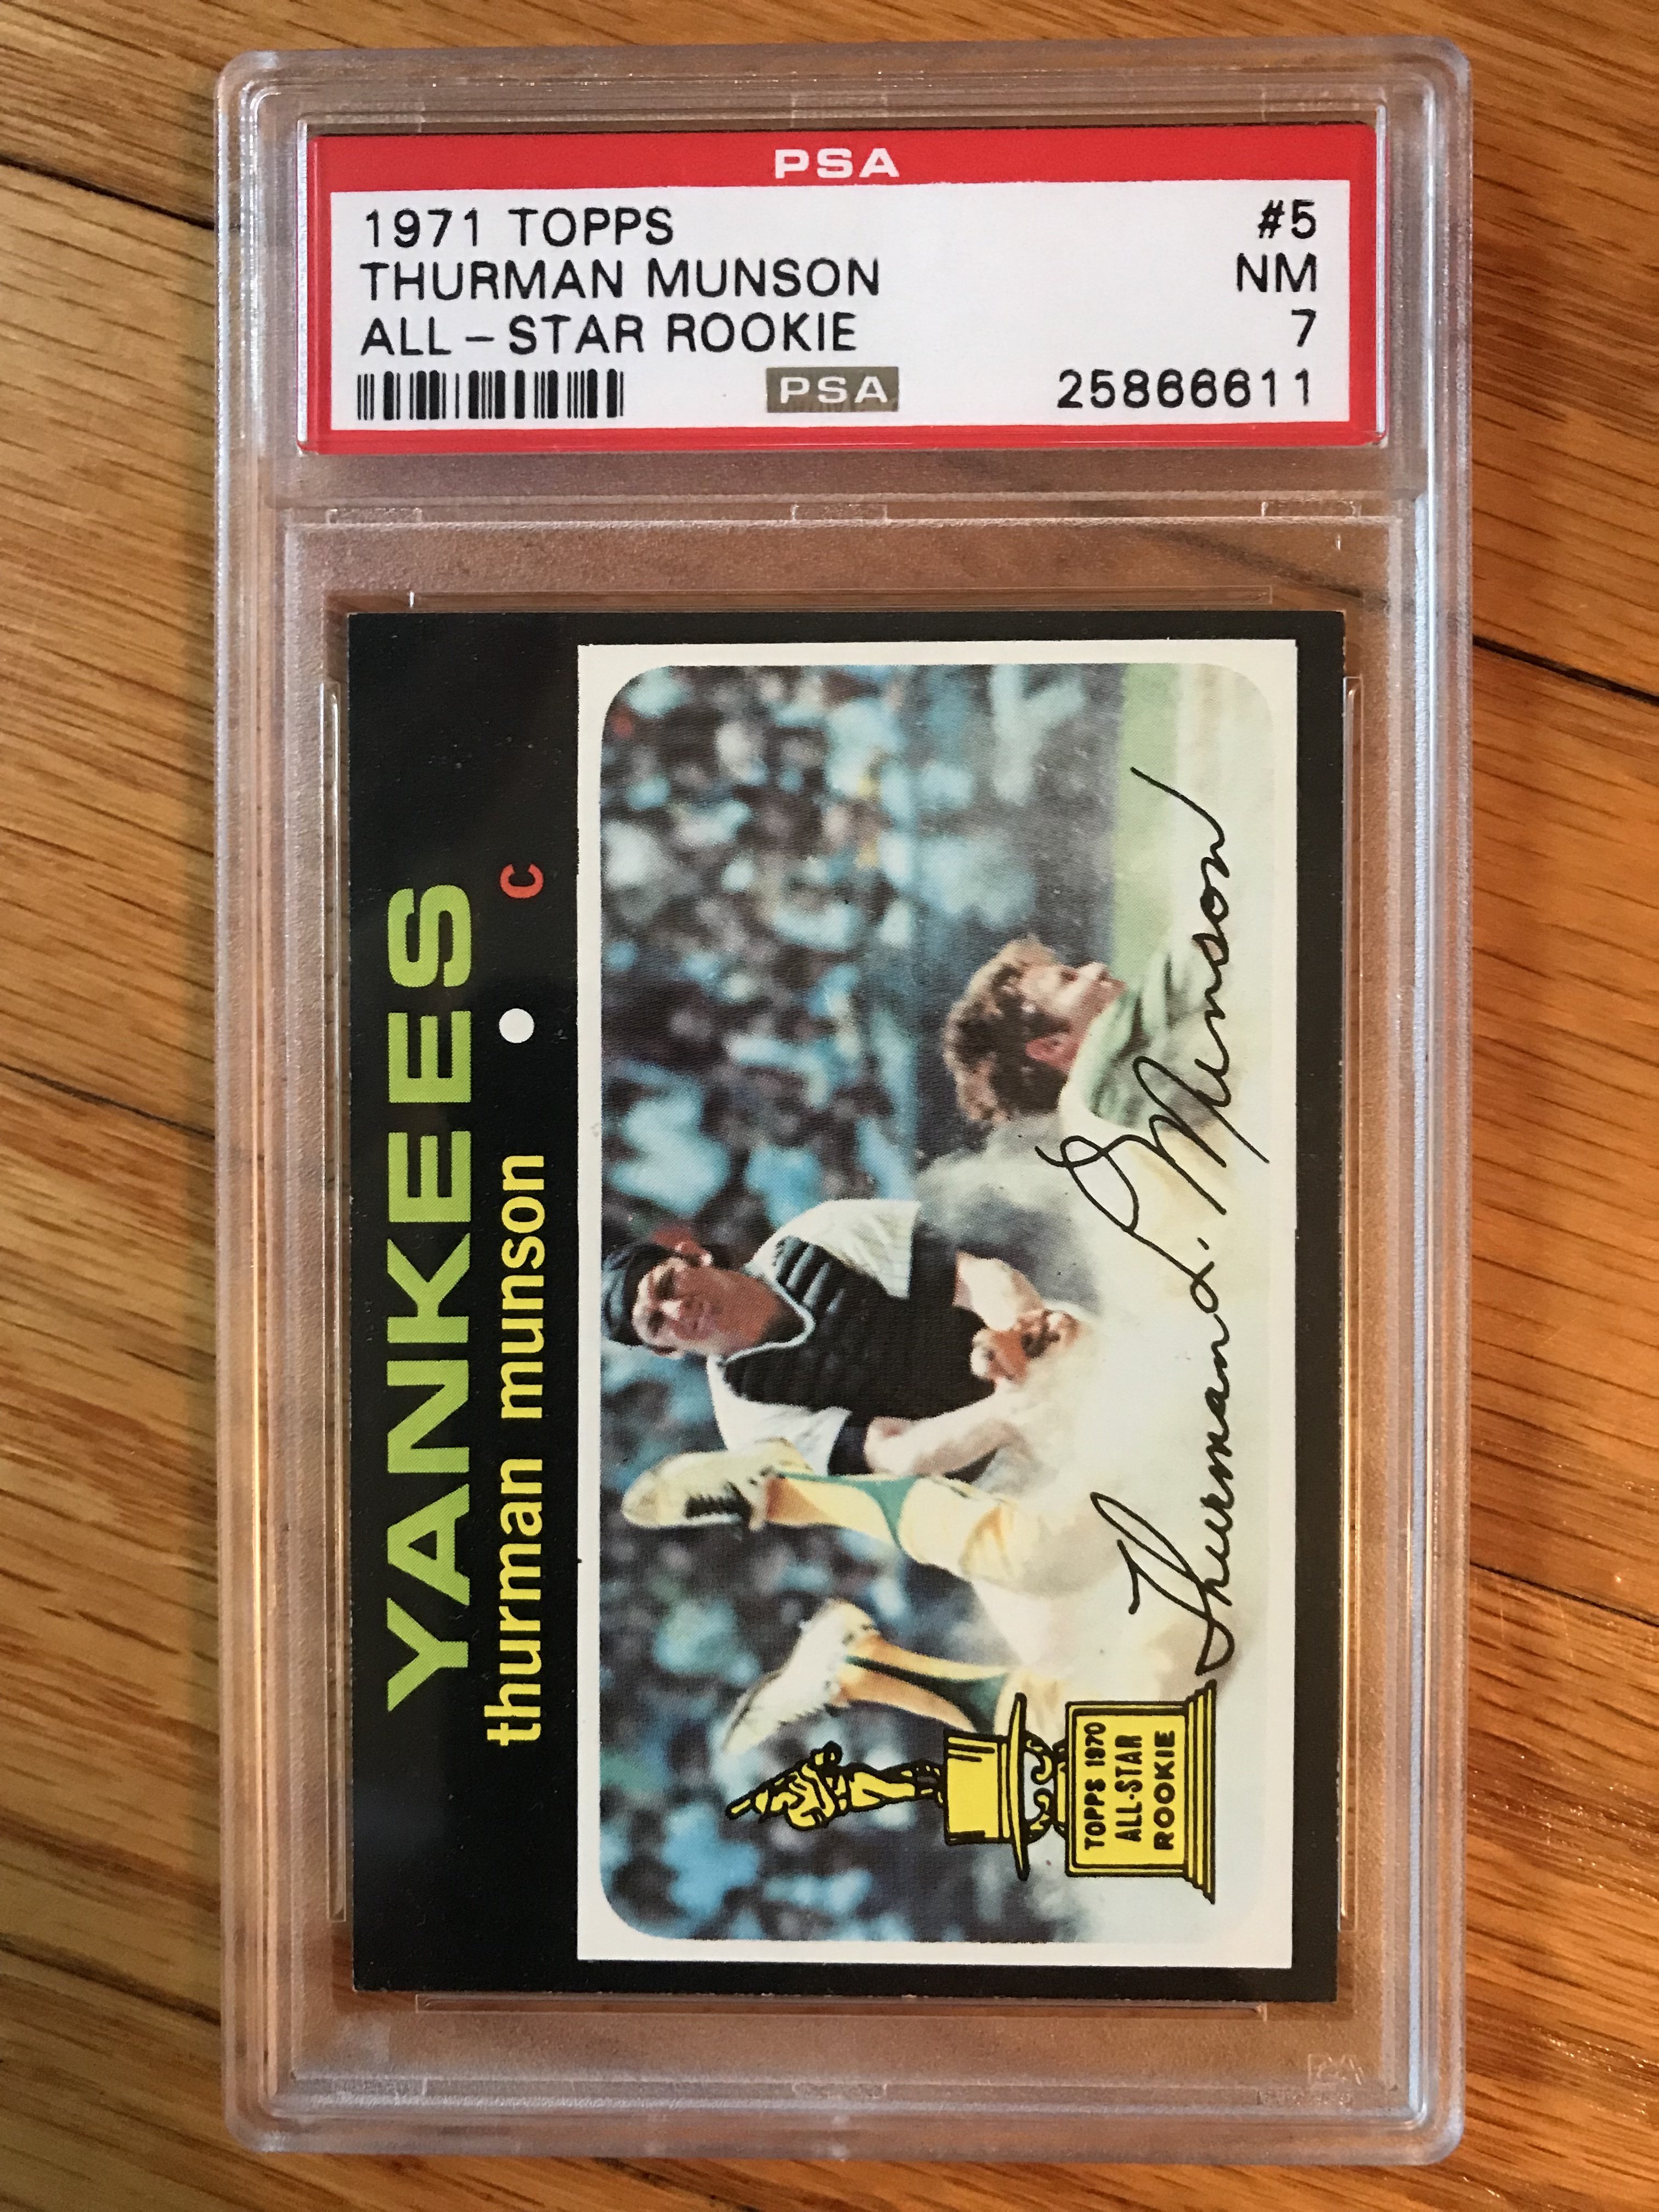 PSA
1971 TOPPS #5
THURMAN MUNSON NM
ALL-STAR ROOKIE 7
PSA 25866611
YANKEES
thurman munson • c
Thurman L. Munson
TOPPS 1970
ALL-STAR
ROOKIE
PSA